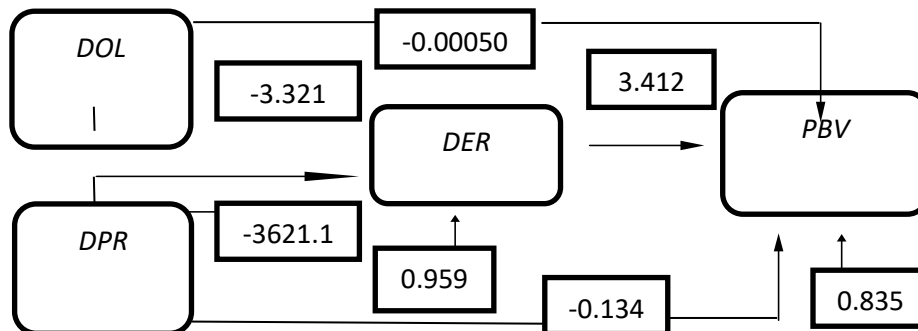 DOL
-0.00050
-3.321
3.412
DER
PBV
DPR
-3621.1
0.959
-0.134
0.835